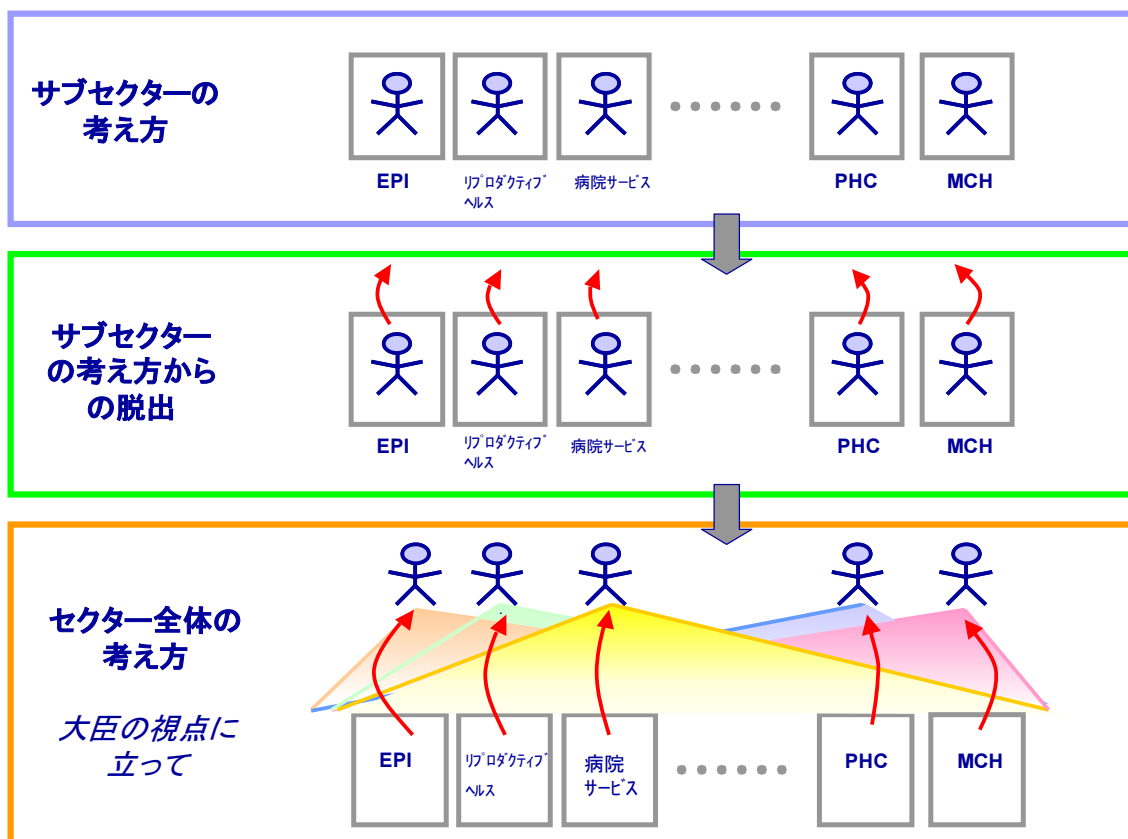 サブセクターの
考え方
EPI
リプロダクティブ
ヘルス
病院サービス
PHC
MCH
サブセクター
の考え方から
の脱出
EPI
リプロダクティブ
ヘルス
病院サービス
PHC
MCH
セクター全体の
考え方
大臣の視点に
立って
EPI
リプロダクティブ
ヘルス
病院
サービス
PHC
MCH